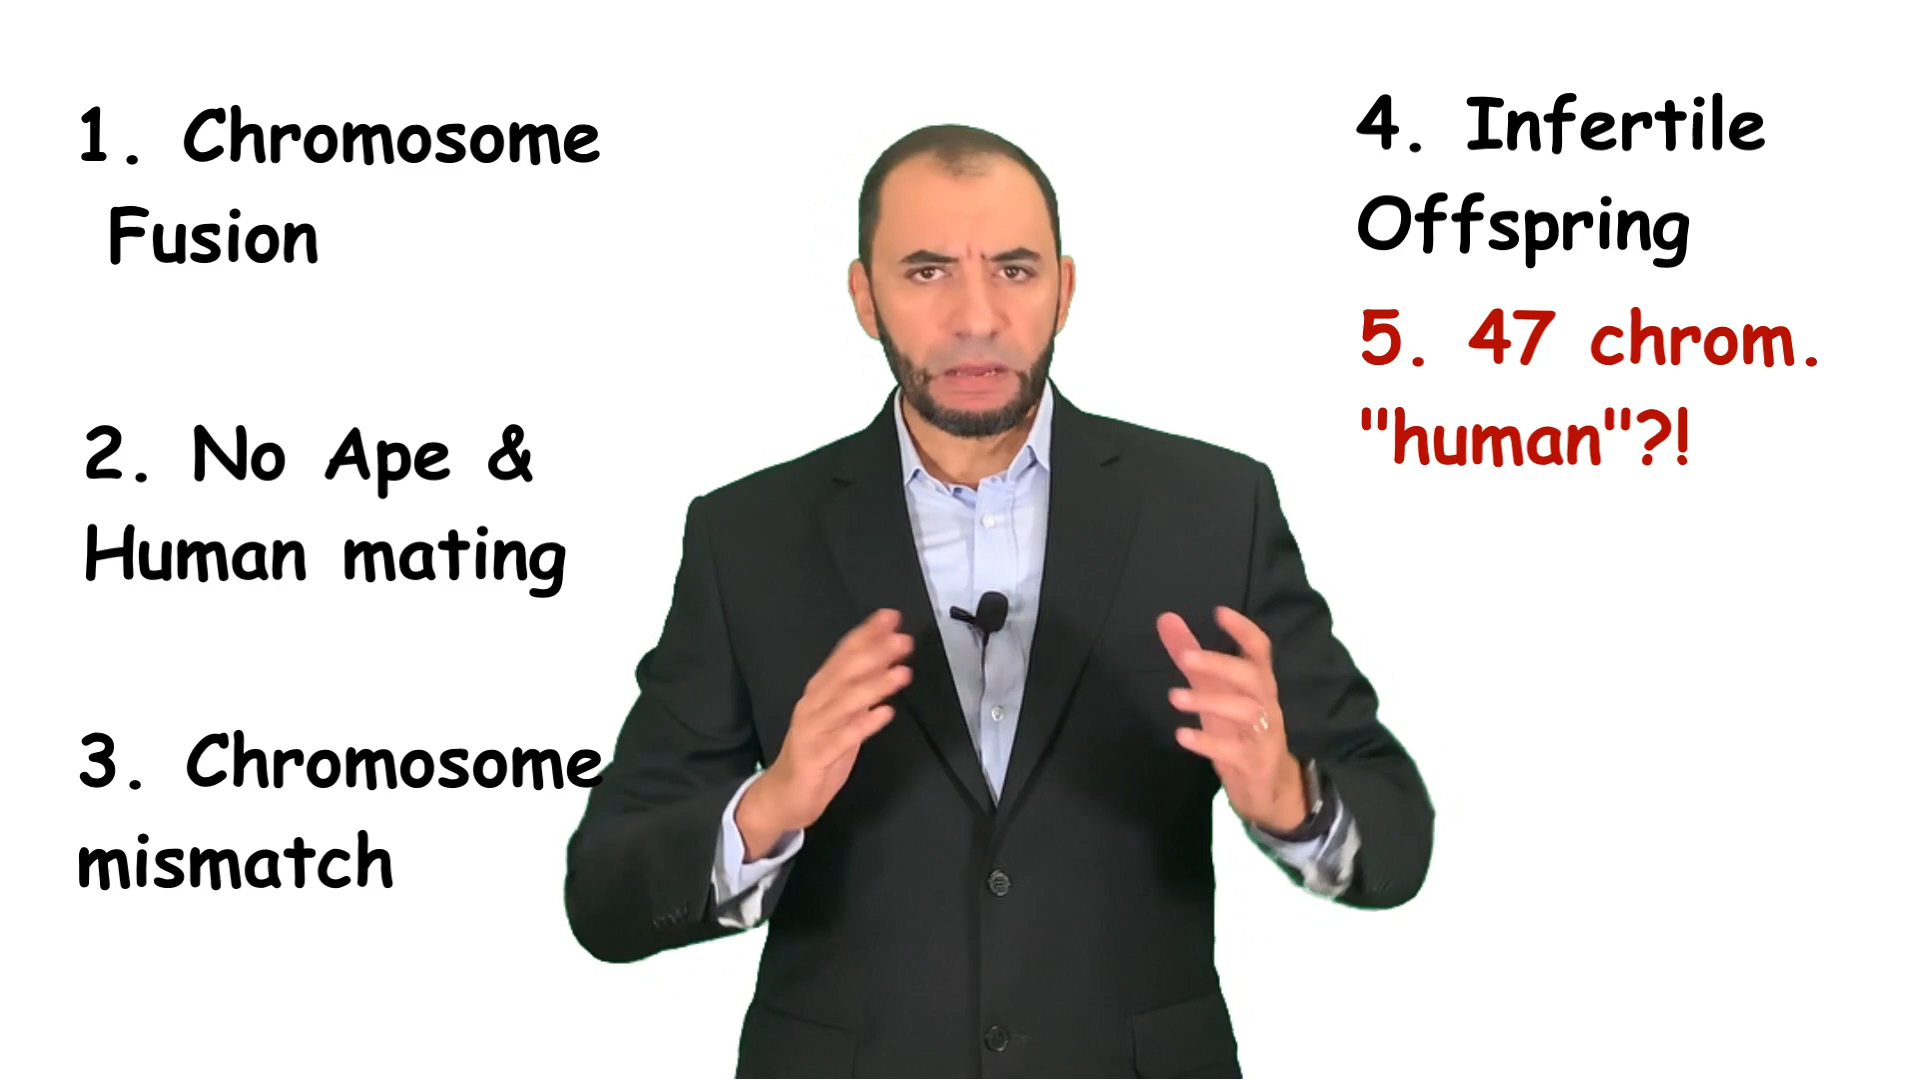 1. Chromosome
Fusion
2. No Ape &
Human mating
3. Chromosome
mismatch
4. Infertile
Offspring
5. 47 chrom.
"human"?!